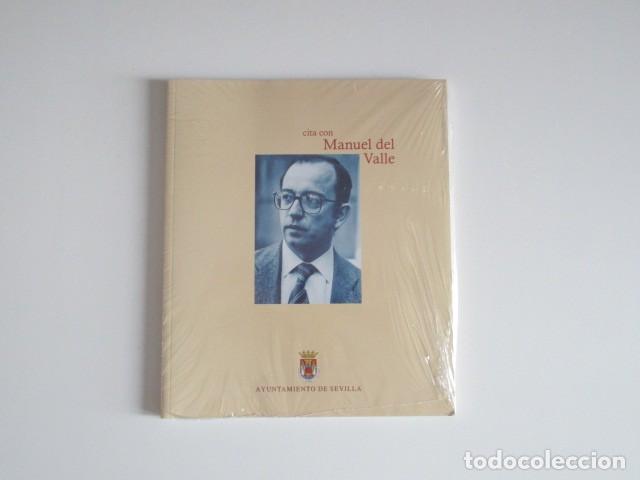 cita con
Manuel del
Valle
AYUNTAMIENTO DE SEVILLA
todocoleccion